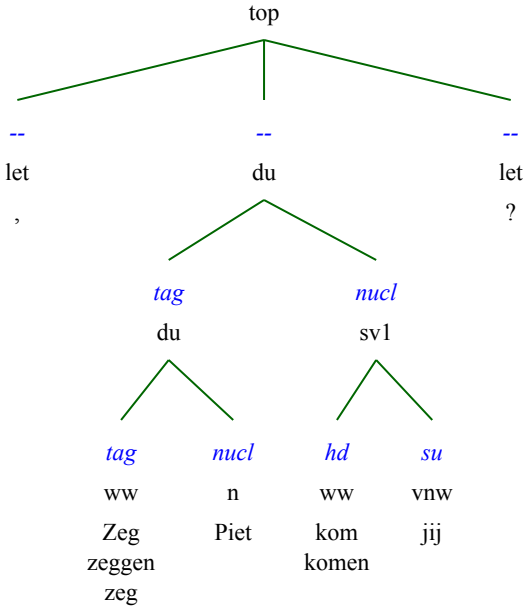 top
-- -- --
let du let
, ?
tag nucl
du sv1
tag nucl hd su
ww n ww vnw
Zeg Piet kom jij
zeggen komen
zeg